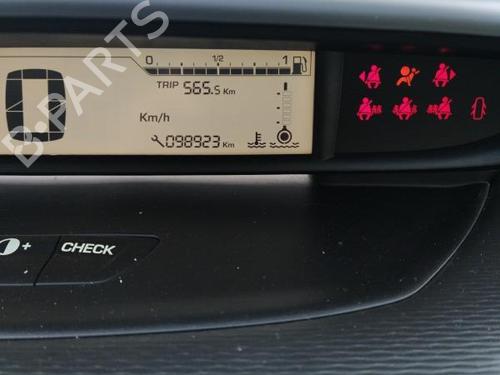 0 1/2 1
TRIP 565.5 Km
0
Km/h
098923 Km
+
CHECK
B-PARTS